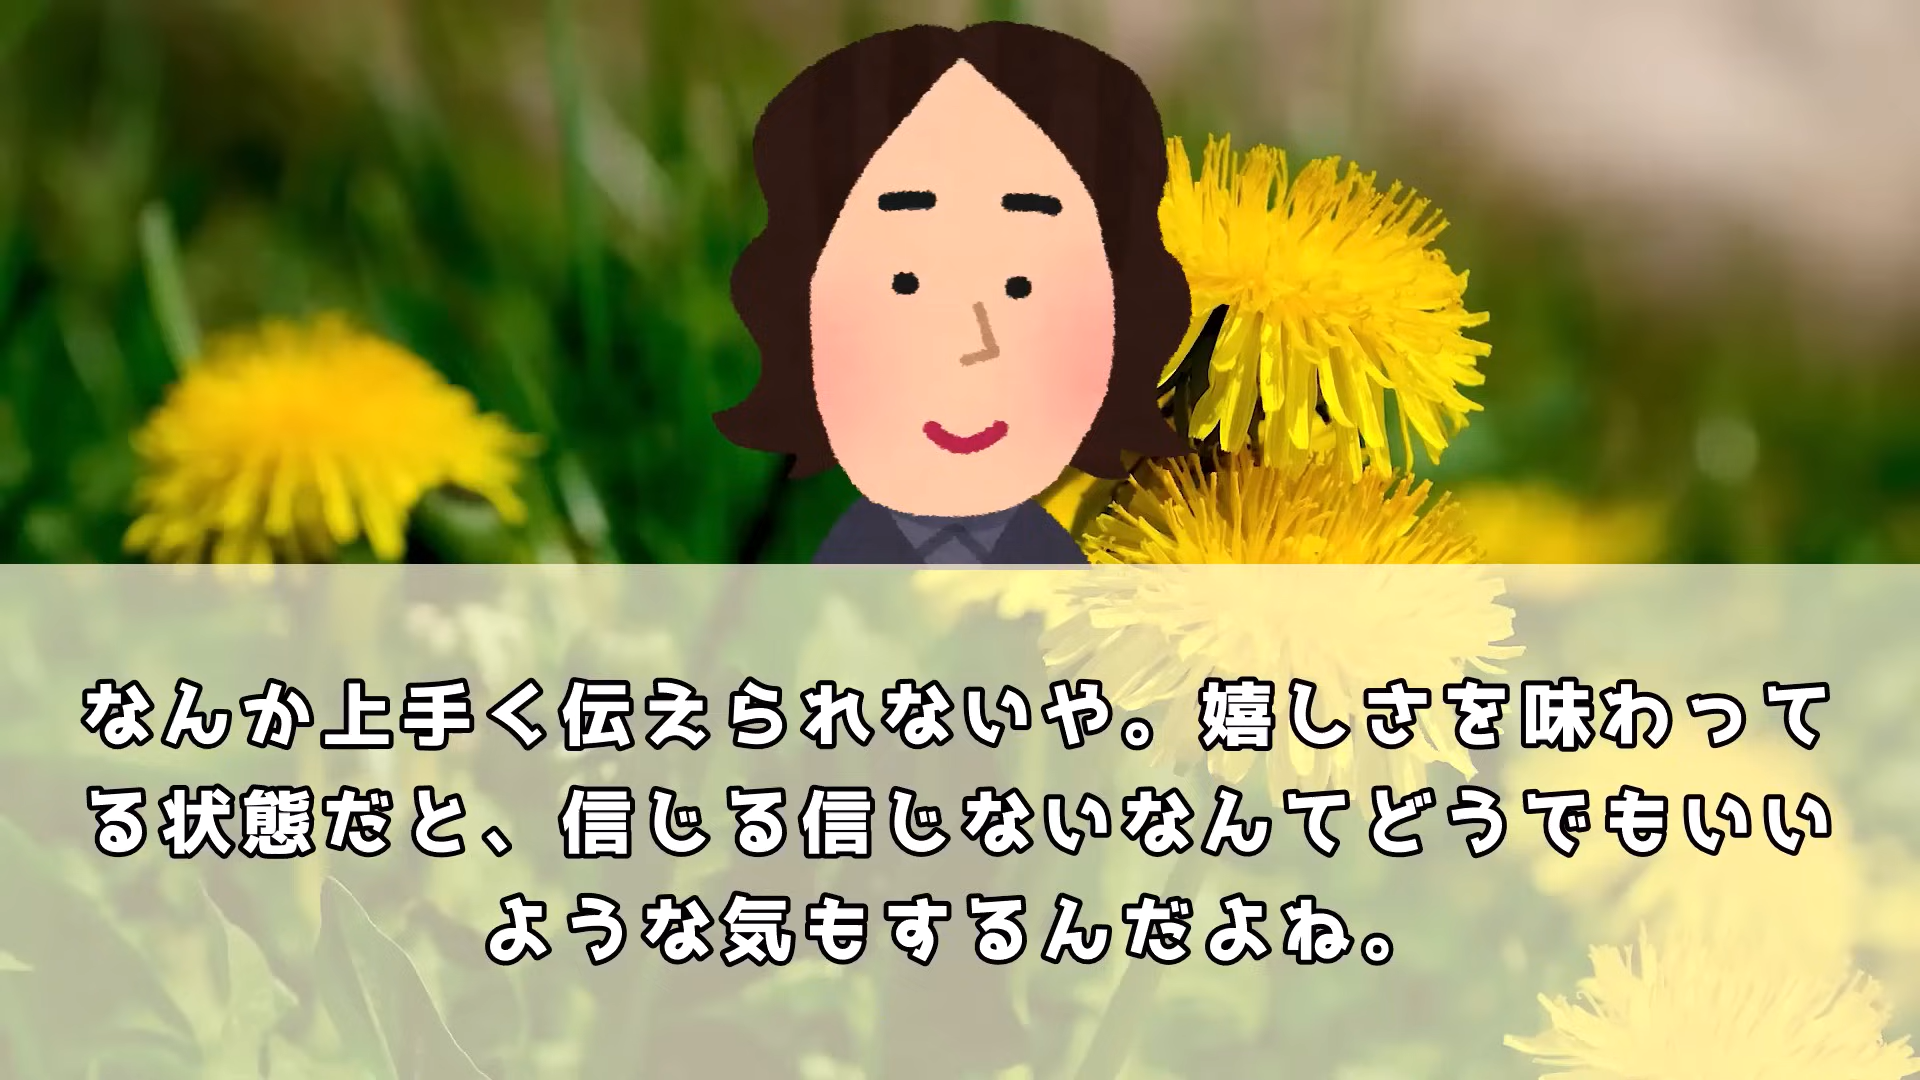 なんか上手く伝えられないや。嬉しさを味わって
る状態だと、信じる信じないなんてどうでもいい
ような気もするんだよね。